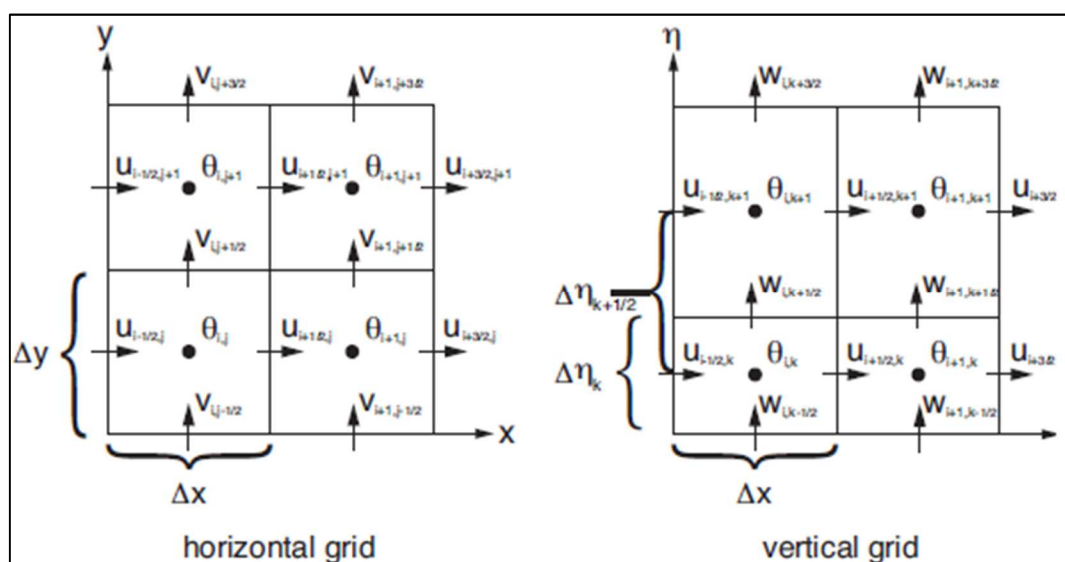 y η
v i,j+3/2 v i+1,j+3/2 w i,k+3/2 w i+1,k+3/2
u i-1/2,j+1 θ i,j+1 u i+1/2,j+1 θ i+1,j+1 u i+3/2,j+1
u i-1/2,k+1 θ i,k+1 u i+1/2,k+1 θ i+1,k+1 u i+3/2
v i,j+1/2 v i+1,j+1/2
Δη k+1/2 w i,k+1/2 w i+1,k+1/2
Δy u i-1/2,j θ i,j u i+1/2,j θ i+1,j u i+3/2,j
Δη k u i-1/2,k θ i,k u i+1/2,k θ i+1,k u i+3/2
v i,j-1/2 v i+1,j-1/2 w i,k-1/2 w i+1,k-1/2
x
Δx Δx
horizontal grid vertical grid